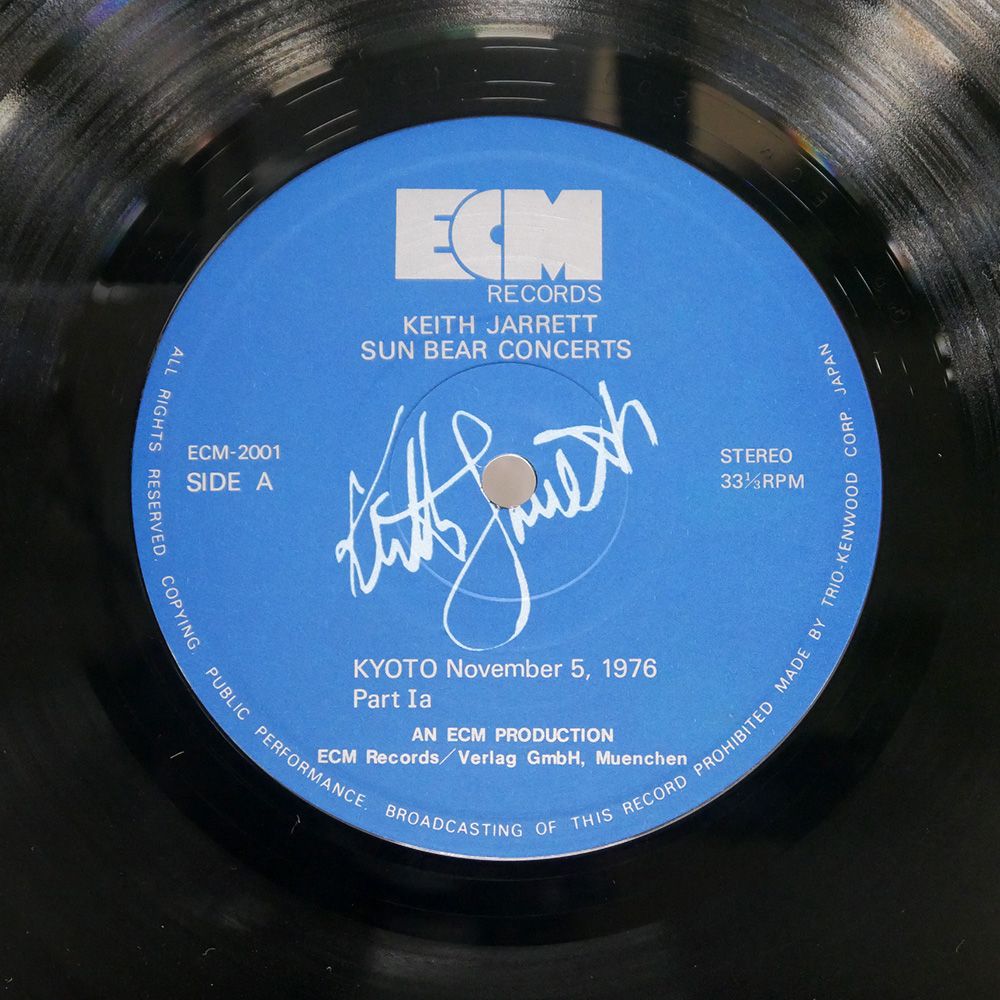 ECM
RECORDS
KEITH JARRETT
SUN BEAR CONCERTS
ECM-2001
SIDE A
STEREO
33⅓RPM
Keith Jarrett
KYOTO November 5, 1976
Part Ia
AN ECM PRODUCTION
ECM Records/Verlag GmbH, Muenchen
ALL RIGHTS RESERVED. COPYING, PUBLIC PERFORMANCE. BROADCASTING OF THIS RECORD PROHIBITED MADE BY TRIO-KENWOOD CORP. JAPAN